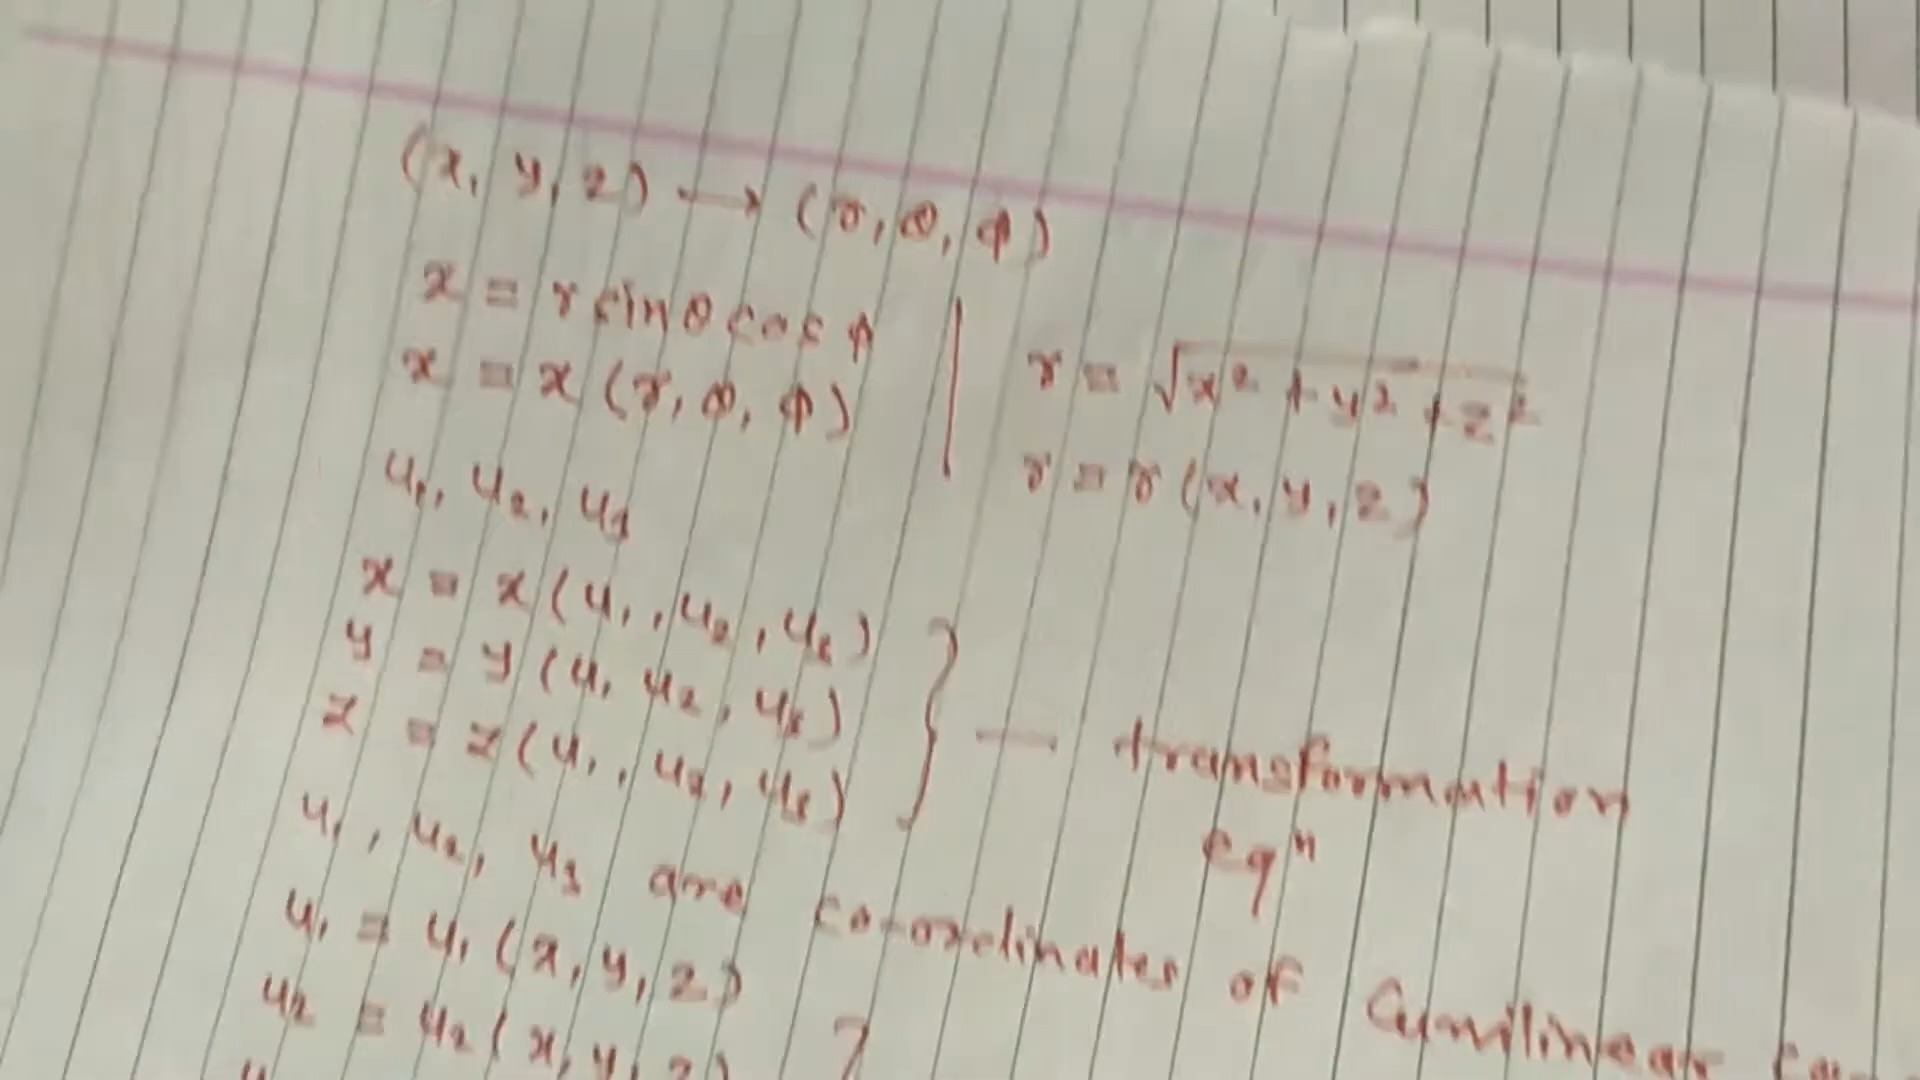 (x, y, z) → (r, θ, ϕ)
x = r sinθ cos ϕ
x = x (r, θ, ϕ)
r = √x² + y² + z²
r = r (x, y, z)
u₁, u₂, u₃
x = x (u₁, u₂, u₃)
y = y (u₁ u₂, u₃)
z = z (u₁, u₂, u₃)
} — transformation
eqⁿ
u₁, u₂, u₃ are co-ordinates of Curvilinear
u₁ = u₁ (x, y, z)
u₂ = u₂ (x, y, z)